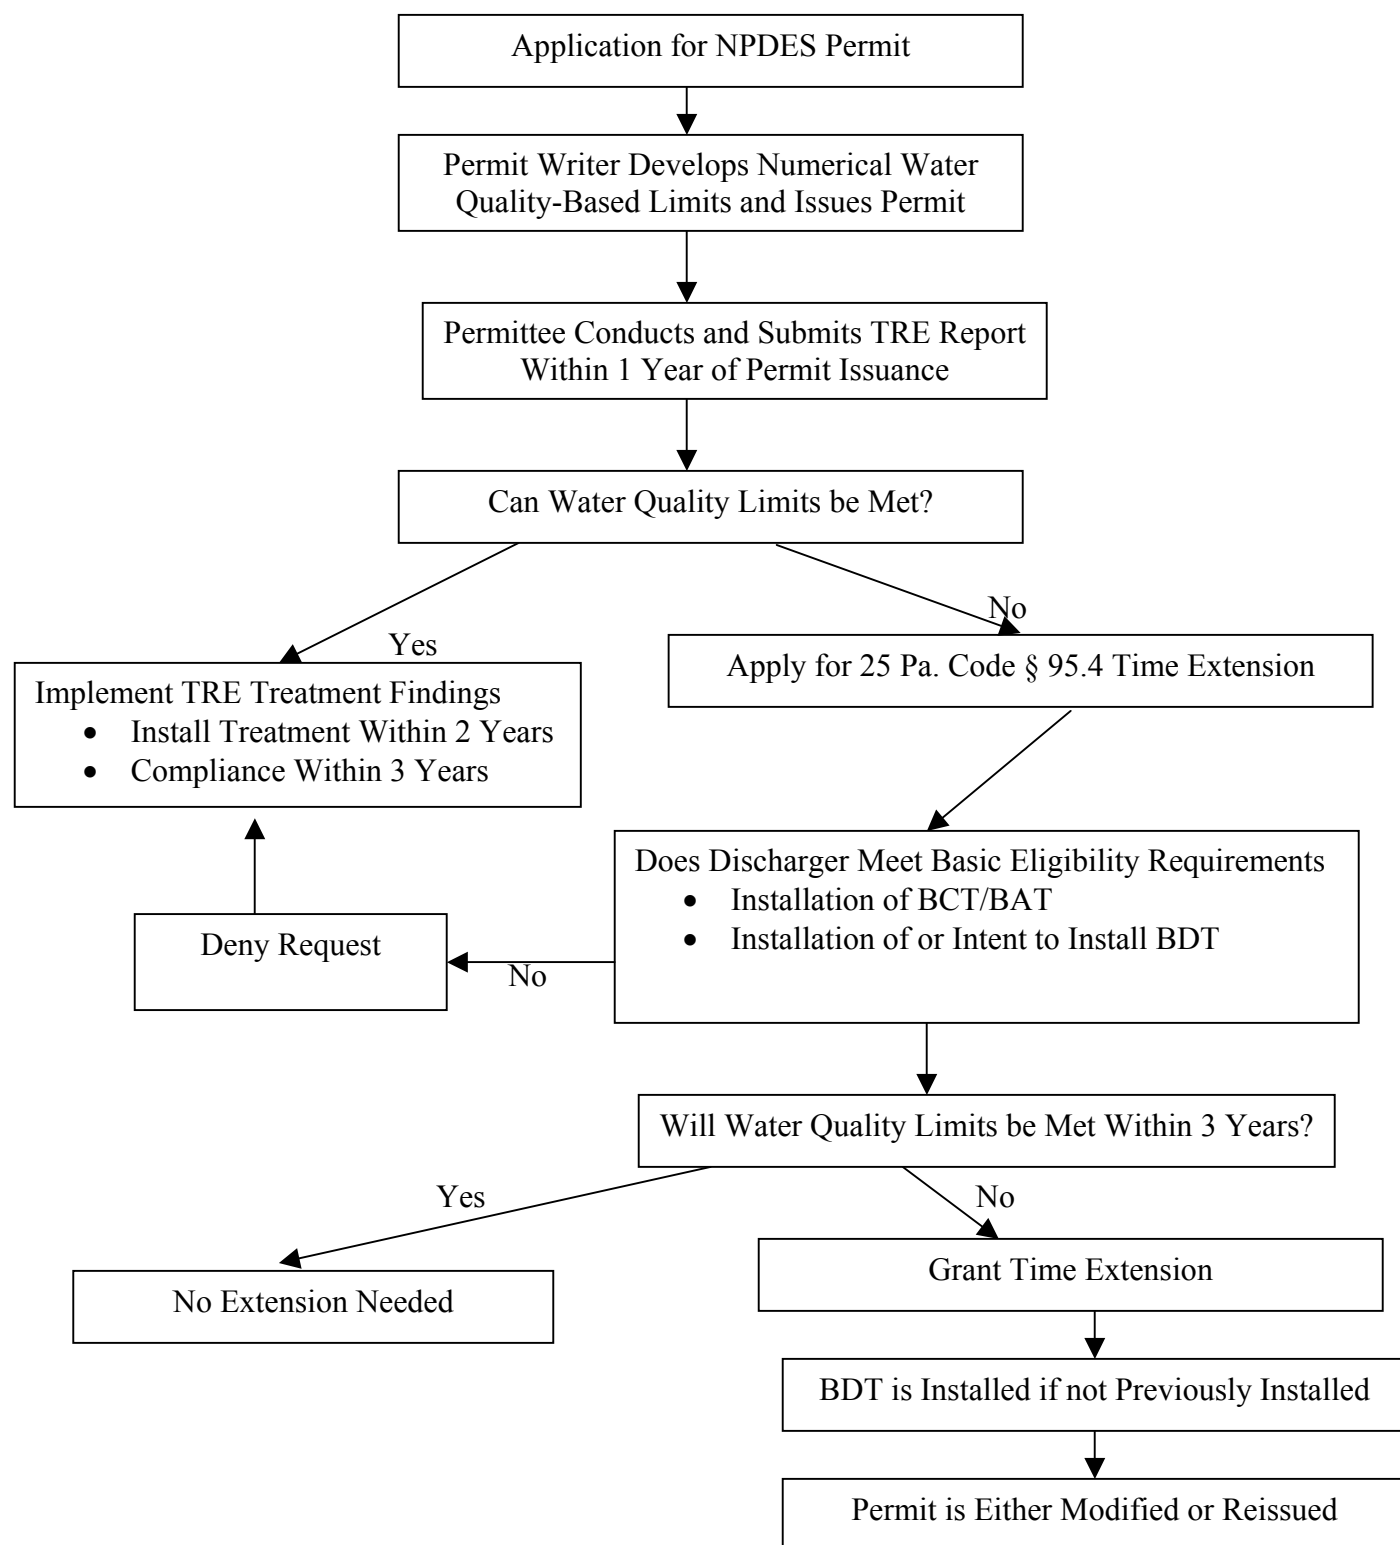 Application for NPDES Permit
Permit Writer Develops Numerical Water
Quality-Based Limits and Issues Permit
Permittee Conducts and Submits TRE Report
Within 1 Year of Permit Issuance
Can Water Quality Limits be Met?
No
Yes
Apply for 25 Pa. Code § 95.4 Time Extension
Implement TRE Treatment Findings
• Install Treatment Within 2 Years
• Compliance Within 3 Years
Does Discharger Meet Basic Eligibility Requirements
• Installation of BCT/BAT
• Installation of or Intent to Install BDT
Deny Request
No
Will Water Quality Limits be Met Within 3 Years?
Yes
No
Grant Time Extension
No Extension Needed
BDT is Installed if not Previously Installed
Permit is Either Modified or Reissued